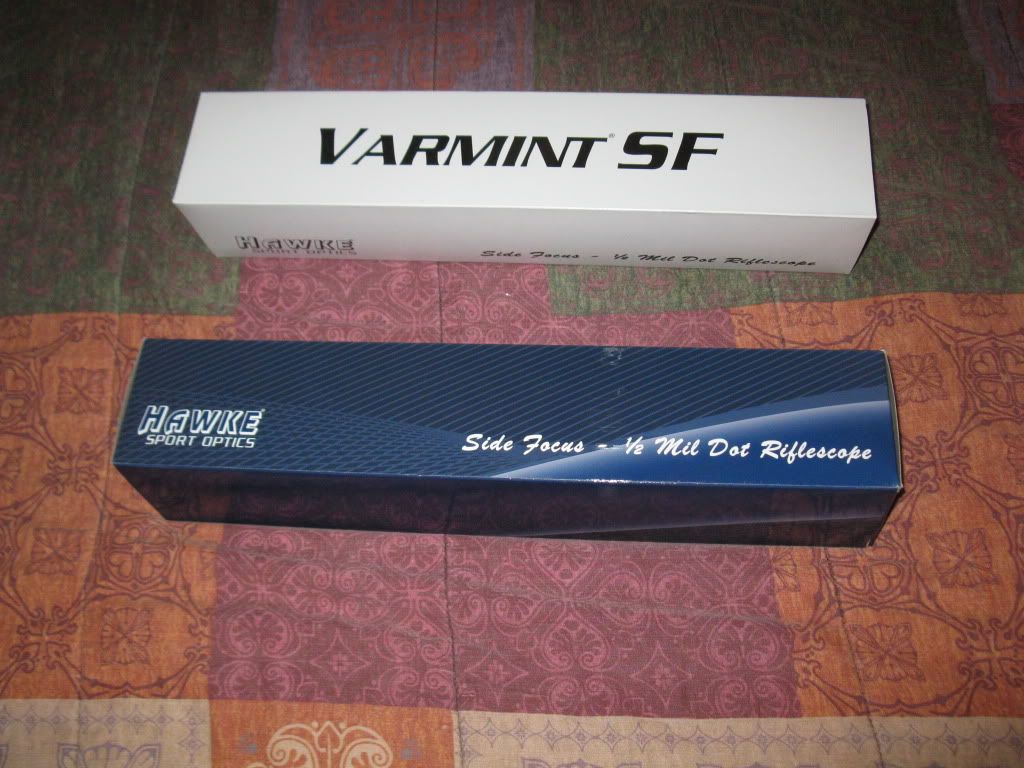 VARMINT® SF
HAWKE
SPORT OPTICS
Side Focus - ½ Mil Dot Riflescope
HAWKE®
SPORT OPTICS
Side Focus - ½ Mil Dot Riflescope